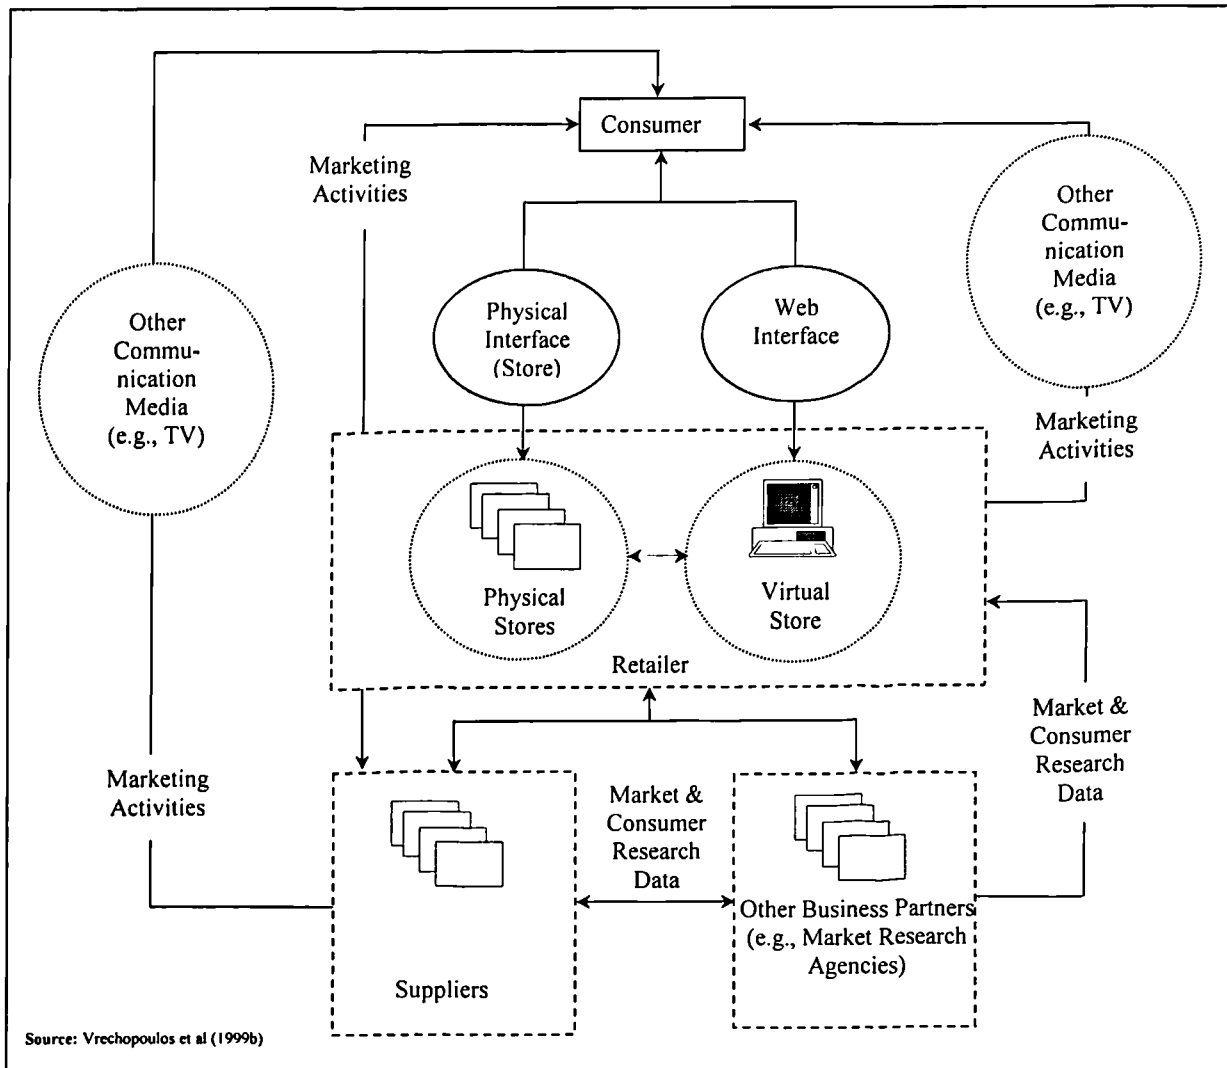 Consumer
Marketing
Activities
Other
Commu-
nication
Media
(e.g., TV)
Physical
Interface
(Store)
Web
Interface
Other
Commu-
nication
Media
(e.g., TV)
Marketing
Activities
Physical
Stores
Virtual
Store
Retailer
Marketing
Activities
Market &
Consumer
Research
Data
Market &
Consumer
Research
Data
Suppliers
Other Business Partners
(e.g., Market Research
Agencies)
Source: Vrechopoulos et al (1999b)